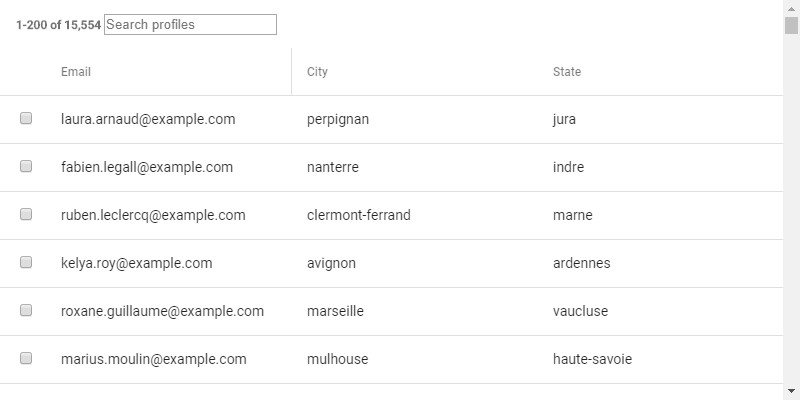 1-200 of 15,554 Search profiles
Email City State
laura.arnaud@example.com perpignan jura
fabien.legall@example.com nanterre indre
ruben.leclercq@example.com clermont-ferrand marne
kelya.roy@example.com avignon ardennes
roxane.guillaume@example.com marseille vaucluse
marius.moulin@example.com mulhouse haute-savoie